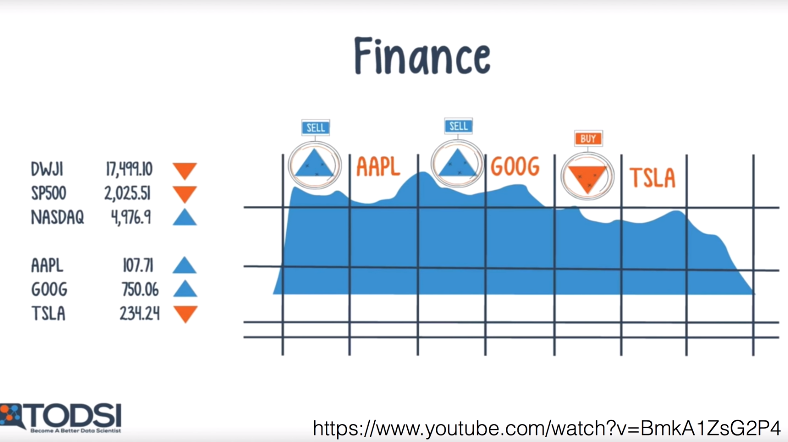 Finance
SELL
SELL
BUY
AAPL
GOOG
TSLA
DWJI 17,499.10
SP500 2,025.51
NASDAQ 4,976.9
AAPL 107.71
GOOG 750.06
TSLA 234.24
TODSI
Become A Better Data Scientist
https://www.youtube.com/watch?v=BmkA1ZsG2P4